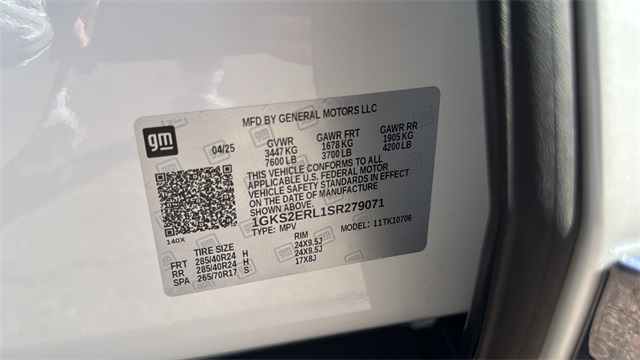 MFD BY GENERAL MOTORS LLC
gm
04/25 GVWR GAWR FRT GAWR RR
3447 KG 1678 KG 1905 KG
7600 LB 3700 LB 4200 LB
THIS VEHICLE CONFORMS TO ALL
APPLICABLE U.S. FEDERAL MOTOR
VEHICLE SAFETY STANDARDS IN EFFECT
ON THE DATE OF MANUFACTURE
SHOWN ABOVE.
1GKS2ERL1SR279071
TYPE: MPV MODEL: 11TK10706
140X
TIRE SIZE RIM
FRT 285/40R24 H 24X9.5J
RR 285/40R24 H 24X9.5J
SPA 265/70R17 S 17X8J